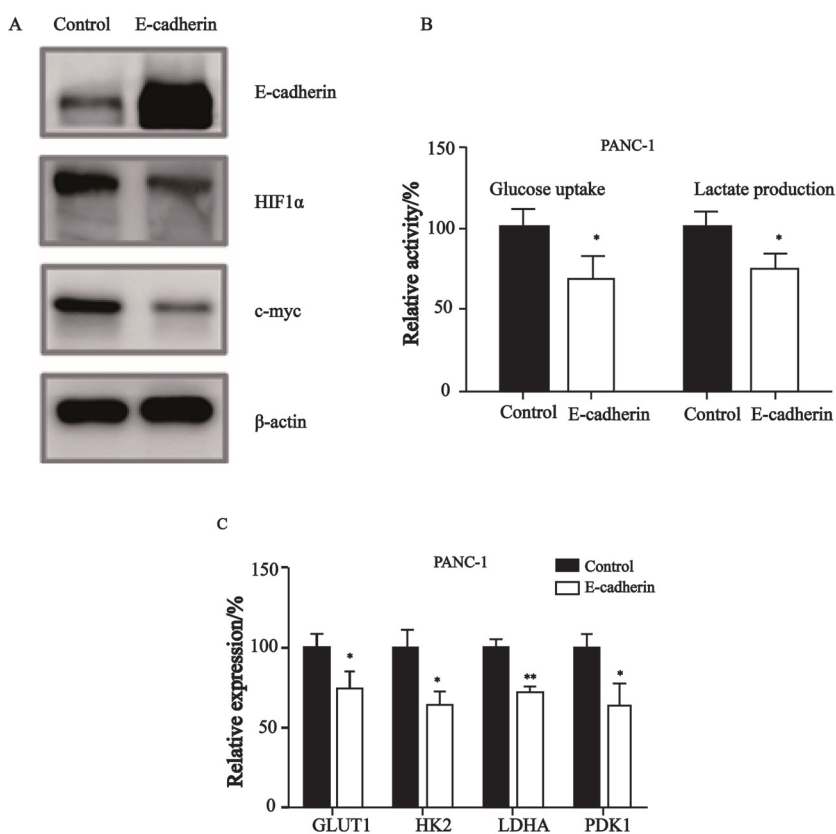 A
Control E-cadherin
E-cadherin
HIF1α
c-myc
β-actin
B
PANC-1
Relative activity/%
150
100
50
0
Glucose uptake
Lactate production
*
*
Control E-cadherin Control E-cadherin
C
PANC-1
Control
E-cadherin
Relative expression/%
150
100
50
0
*
*
**
*
GLUT1 HK2 LDHA PDK1